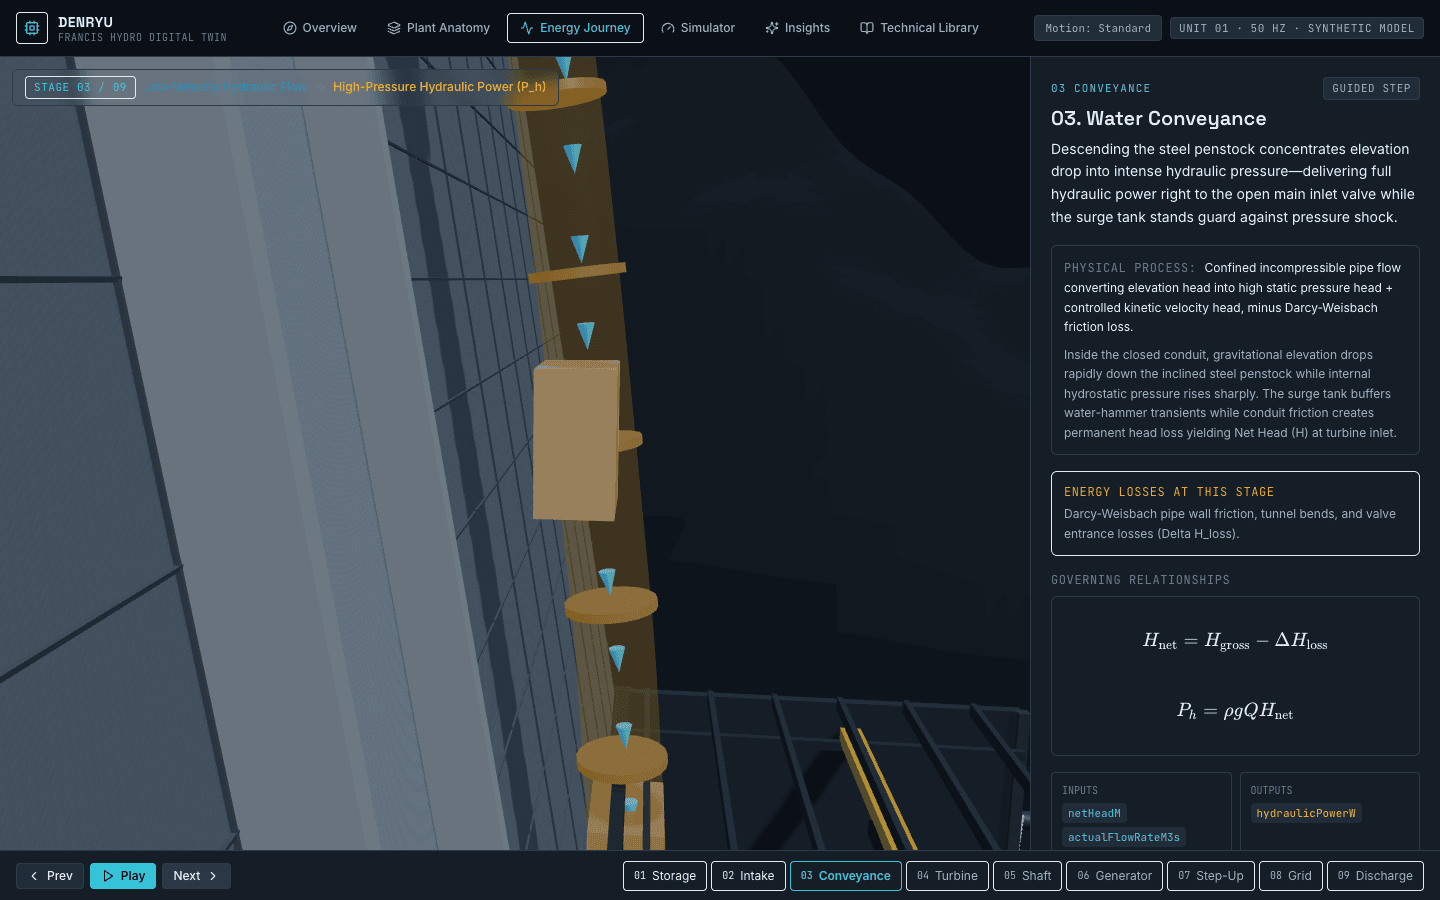 DENRYU
FRANCIS HYDRO DIGITAL TWIN
Overview
Plant Anatomy
Energy Journey
Simulator
Insights
Technical Library
Motion: Standard
UNIT 01 · 50 HZ · SYNTHETIC MODEL
STAGE 03 / 09
Low-Velocity Hydraulic Flow → High-Pressure Hydraulic Power (P_h)
03 CONVEYANCE
GUIDED STEP
03. Water Conveyance
Descending the steel penstock concentrates elevation
drop into intense hydraulic pressure—delivering full
hydraulic power right to the open main inlet valve while
the surge tank stands guard against pressure shock.
PHYSICAL PROCESS: Confined incompressible pipe flow
converting elevation head into high static pressure head +
controlled kinetic velocity head, minus Darcy-Weisbach
friction loss.
Inside the closed conduit, gravitational elevation drops
rapidly down the inclined steel penstock while internal
hydrostatic pressure rises sharply. The surge tank buffers
water-hammer transients while conduit friction creates
permanent head loss yielding Net Head (H) at turbine inlet.
ENERGY LOSSES AT THIS STAGE
Darcy-Weisbach pipe wall friction, tunnel bends, and valve
entrance losses (Delta H_loss).
GOVERNING RELATIONSHIPS
H_net = H_gross − ΔH_loss
P_h = ρgQH_net
INPUTS
netHeadM
actualFlowRateM3s
OUTPUTS
hydraulicPowerW
Prev
Play
Next
01 Storage
02 Intake
03 Conveyance
04 Turbine
05 Shaft
06 Generator
07 Step-Up
08 Grid
09 Discharge